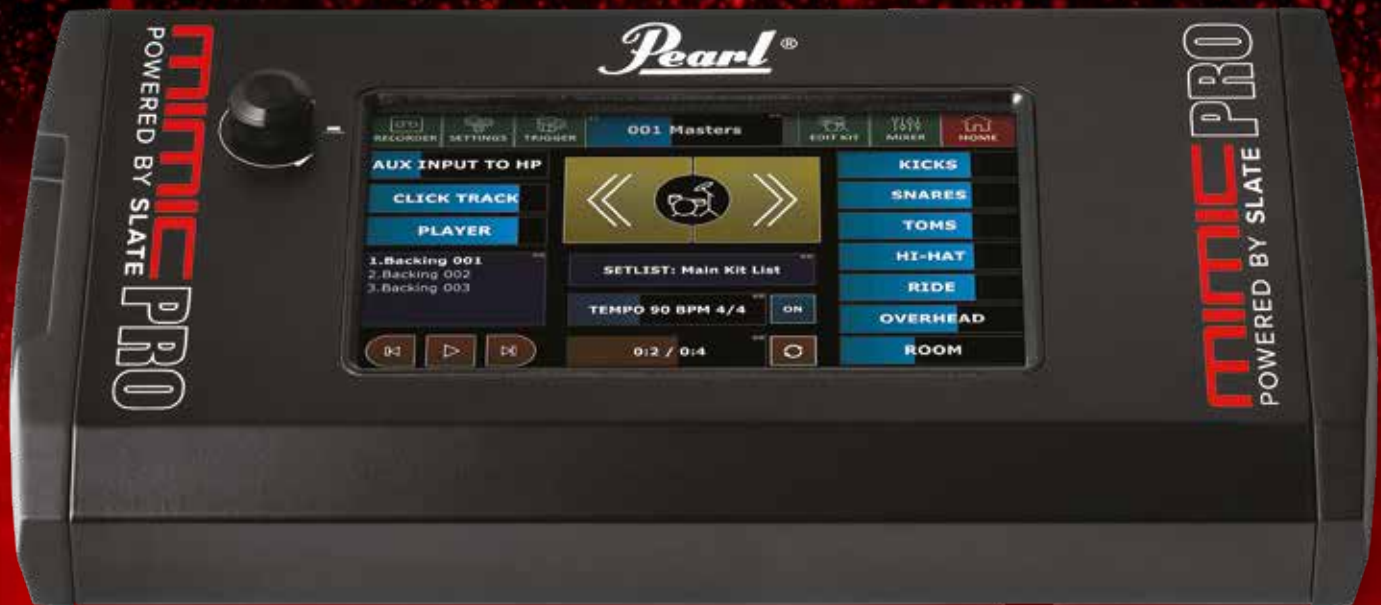 Pearl®
MIMIC PRO
POWERED BY SLATE
RECORDER
SETTINGS
TRIGGER
001 Masters
EDIT KIT
MIXER
HOME
AUX INPUT TO HP
CLICK TRACK
PLAYER
1.Backing 001
2.Backing 002
3.Backing 003
SETLIST: Main Kit List
TEMPO 90 BPM 4/4
ON
0:2 / 0:4
KICKS
SNARES
TOMS
HI-HAT
RIDE
OVERHEAD
ROOM
MIMIC PRO
POWERED BY SLATE